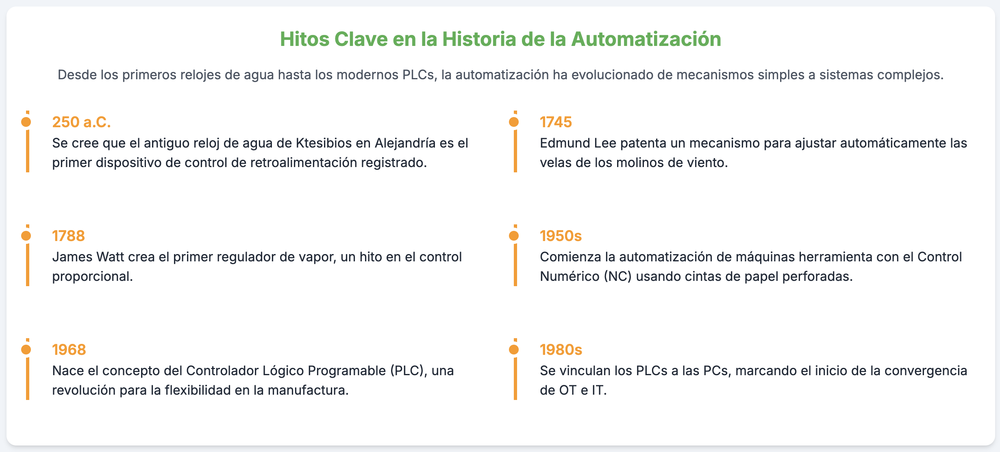 Hitos Clave en la Historia de la Automatización
Desde los primeros relojes de agua hasta los modernos PLCs, la automatización ha evolucionado de mecanismos simples a sistemas complejos.
250 a.C.
Se cree que el antiguo reloj de agua de Ktesibios en Alejandría es el
primer dispositivo de control de retroalimentación registrado.
1745
Edmund Lee patenta un mecanismo para ajustar automáticamente las
velas de los molinos de viento.
1788
James Watt crea el primer regulador de vapor, un hito en el control
proporcional.
1950s
Comienza la automatización de máquinas herramienta con el Control
Numérico (NC) usando cintas de papel perforadas.
1968
Nace el concepto del Controlador Lógico Programable (PLC), una
revolución para la flexibilidad en la manufactura.
1980s
Se vinculan los PLCs a las PCs, marcando el inicio de la convergencia
de OT e IT.